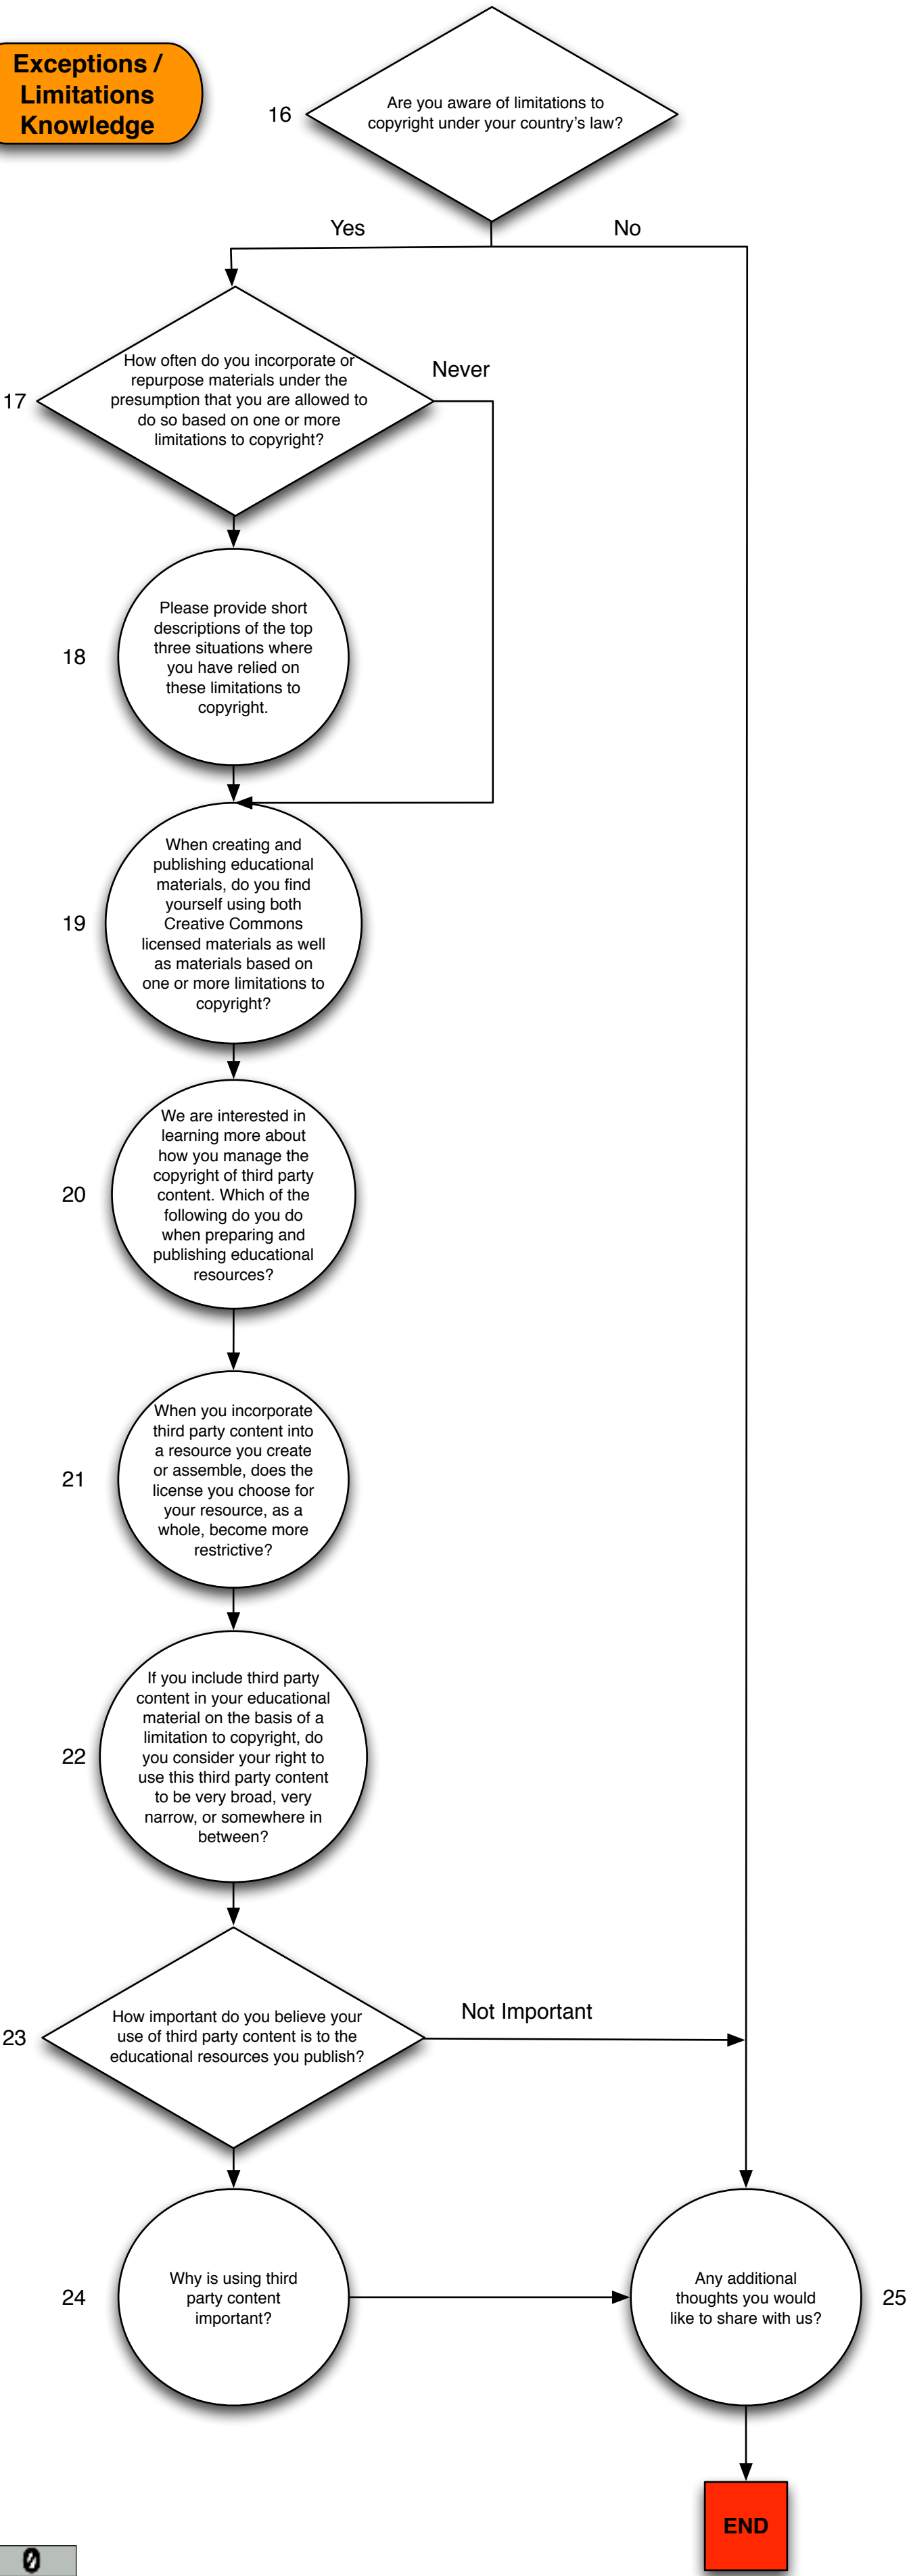 Exceptions /
Limitations
Knowledge
16
Are you aware of limitations to
copyright under your country's law?
Yes
No
17
How often do you incorporate or
repurpose materials under the
presumption that you are allowed to
do so based on one or more
limitations to copyright?
Never
18
Please provide short
descriptions of the top
three situations where
you have relied on
these limitations to
copyright.
19
When creating and
publishing educational
materials, do you find
yourself using both
Creative Commons
licensed materials as well
as materials based on
one or more limitations to
copyright?
20
We are interested in
learning more about
how you manage the
copyright of third party
content. Which of the
following do you do
when preparing and
publishing educational
resources?
21
When you incorporate
third party content into
a resource you create
or assemble, does the
license you choose for
your resource, as a
whole, become more
restrictive?
22
If you include third party
content in your educational
material on the basis of a
limitation to copyright, do
you consider your right to
use this third party content
to be very broad, very
narrow, or somewhere in
between?
23
How important do you believe your
use of third party content is to the
educational resources you publish?
Not Important
24
Why is using third
party content
important?
Any additional
thoughts you would
like to share with us?
25
END
0